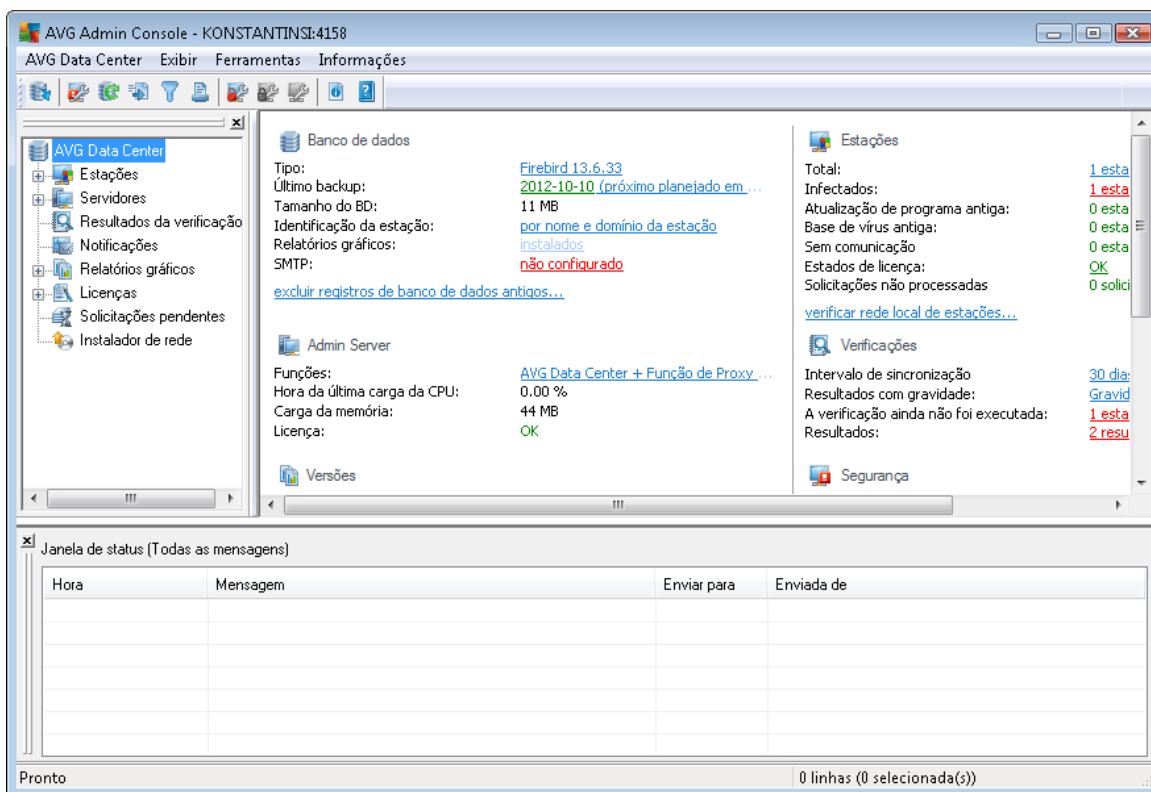 AVG Admin Console - KONSTANTINSI:4158
AVG Data Center Exibir Ferramentas Informações
AVG Data Center
Estações
Servidores
Resultados da verificação
Notificações
Relatórios gráficos
Licenças
Solicitações pendentes
Instalador de rede
Banco de dados
Tipo: Firebird 13.6.33
Último backup: 2012-10-10 (próximo planejado em ...
Tamanho do BD: 11 MB
Identificação da estação: por nome e domínio da estação
Relatórios gráficos: instalados
SMTP: não configurado
excluir registros de banco de dados antigos...
Admin Server
Funções: AVG Data Center + Função de Proxy ...
Hora da última carga da CPU: 0.00 %
Carga da memória: 44 MB
Licença: OK
Versões
Estações
Total: 1 esta
Infectados: 1 esta
Atualização de programa antiga: 0 esta
Base de vírus antiga: 0 esta
Sem comunicação 0 esta
Estados de licença: OK
Solicitações não processadas 0 solici
verificar rede local de estações...
Verificações
Intervalo de sincronização 30 dia
Resultados com gravidade: Gravid
A verificação ainda não foi executada: 1 esta
Resultados: 2 resu
Segurança
Janela de status (Todas as mensagens)
Hora Mensagem Enviar para Enviada de
Pronto 0 linhas (0 selecionada(s))